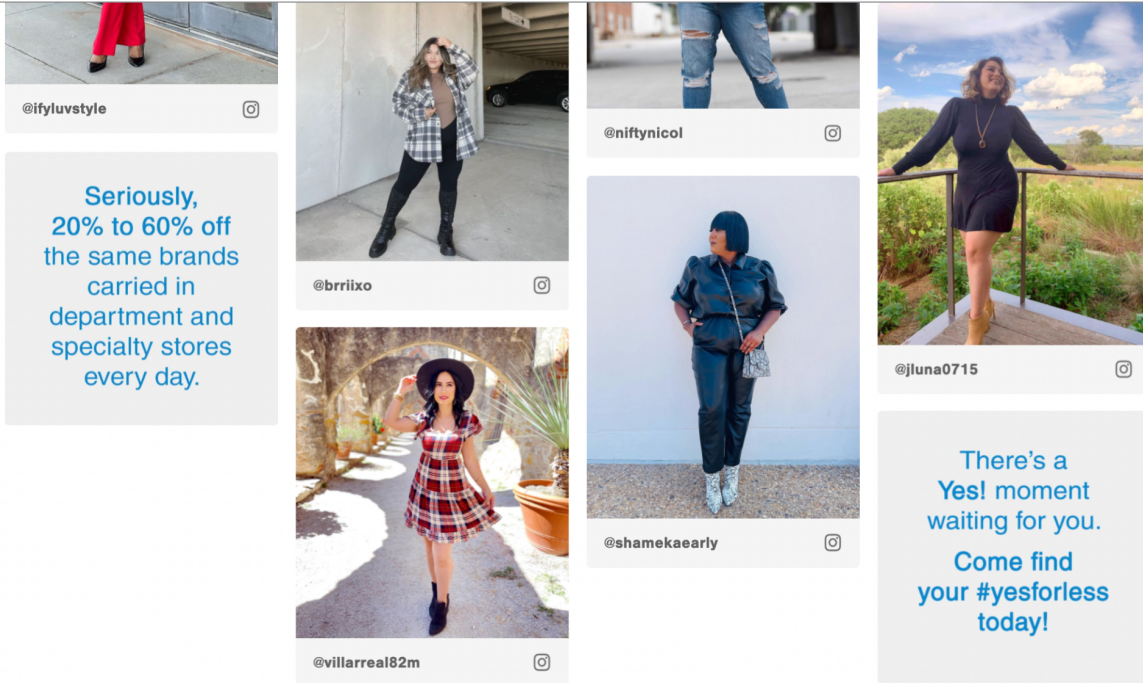 @ifyluvstyle
Seriously,
20% to 60% off
the same brands
carried in
department and
specialty stores
every day.
@brriixo
@villarreal82m
@niftynicol
@shamekaearly
@jluna0715
There's a
Yes! moment
waiting for you.
Come find
your #yesforless
today!